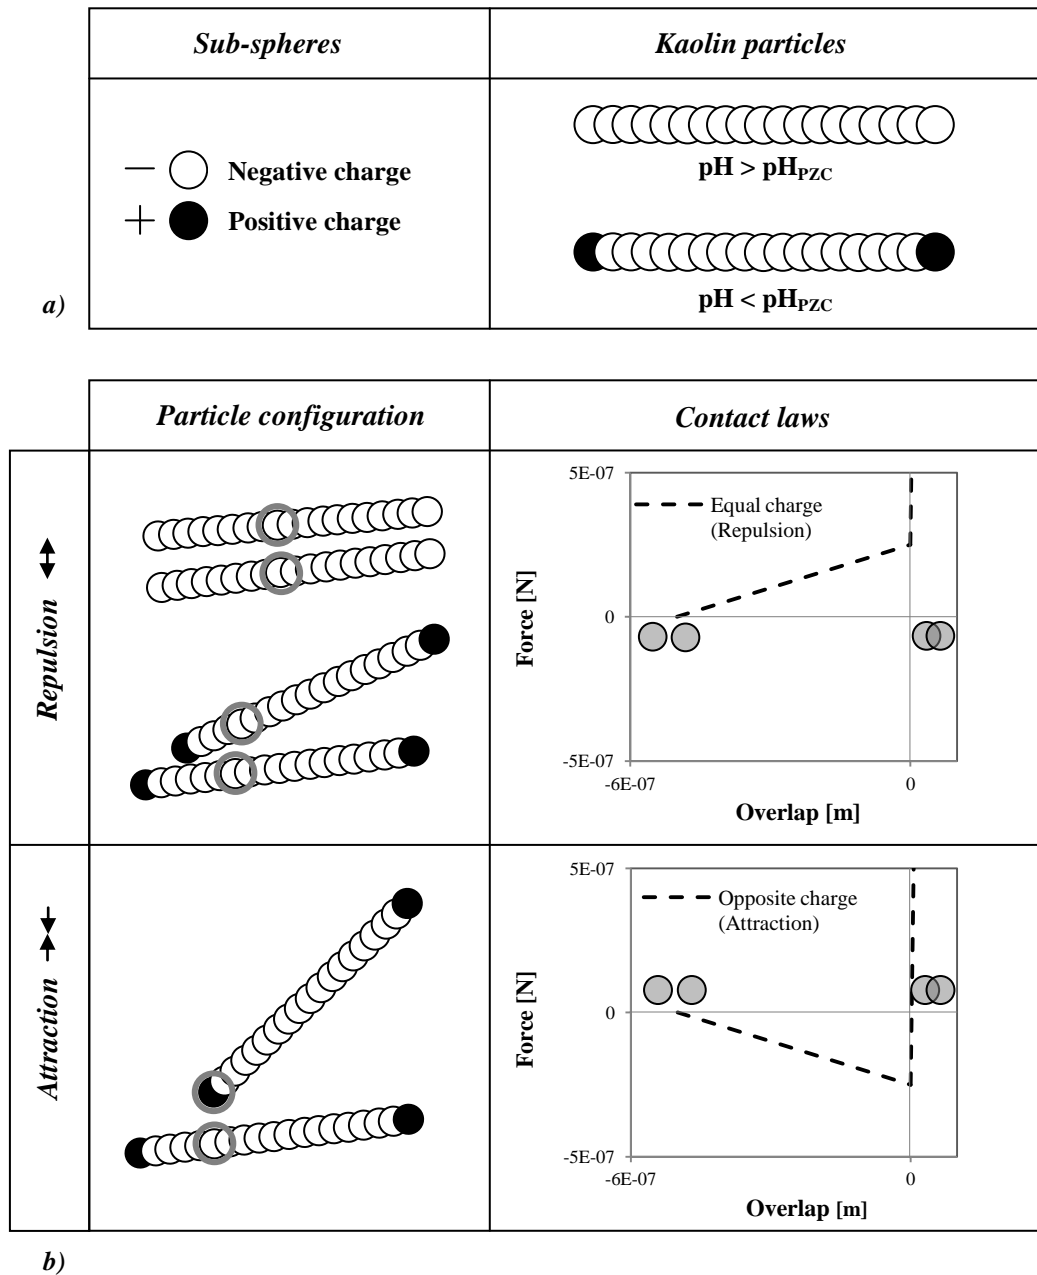 Sub-spheres
Kaolin particles
Negative charge
Positive charge
pH > pH_PZC
pH < pH_PZC
a)
Particle configuration
Contact laws
Repulsion
5E-07
Equal charge
(Repulsion)
Force [N]
0
-5E-07
-6E-07
0
Overlap [m]
Attraction
5E-07
Opposite charge
(Attraction)
Force [N]
0
-5E-07
-6E-07
0
Overlap [m]
b)